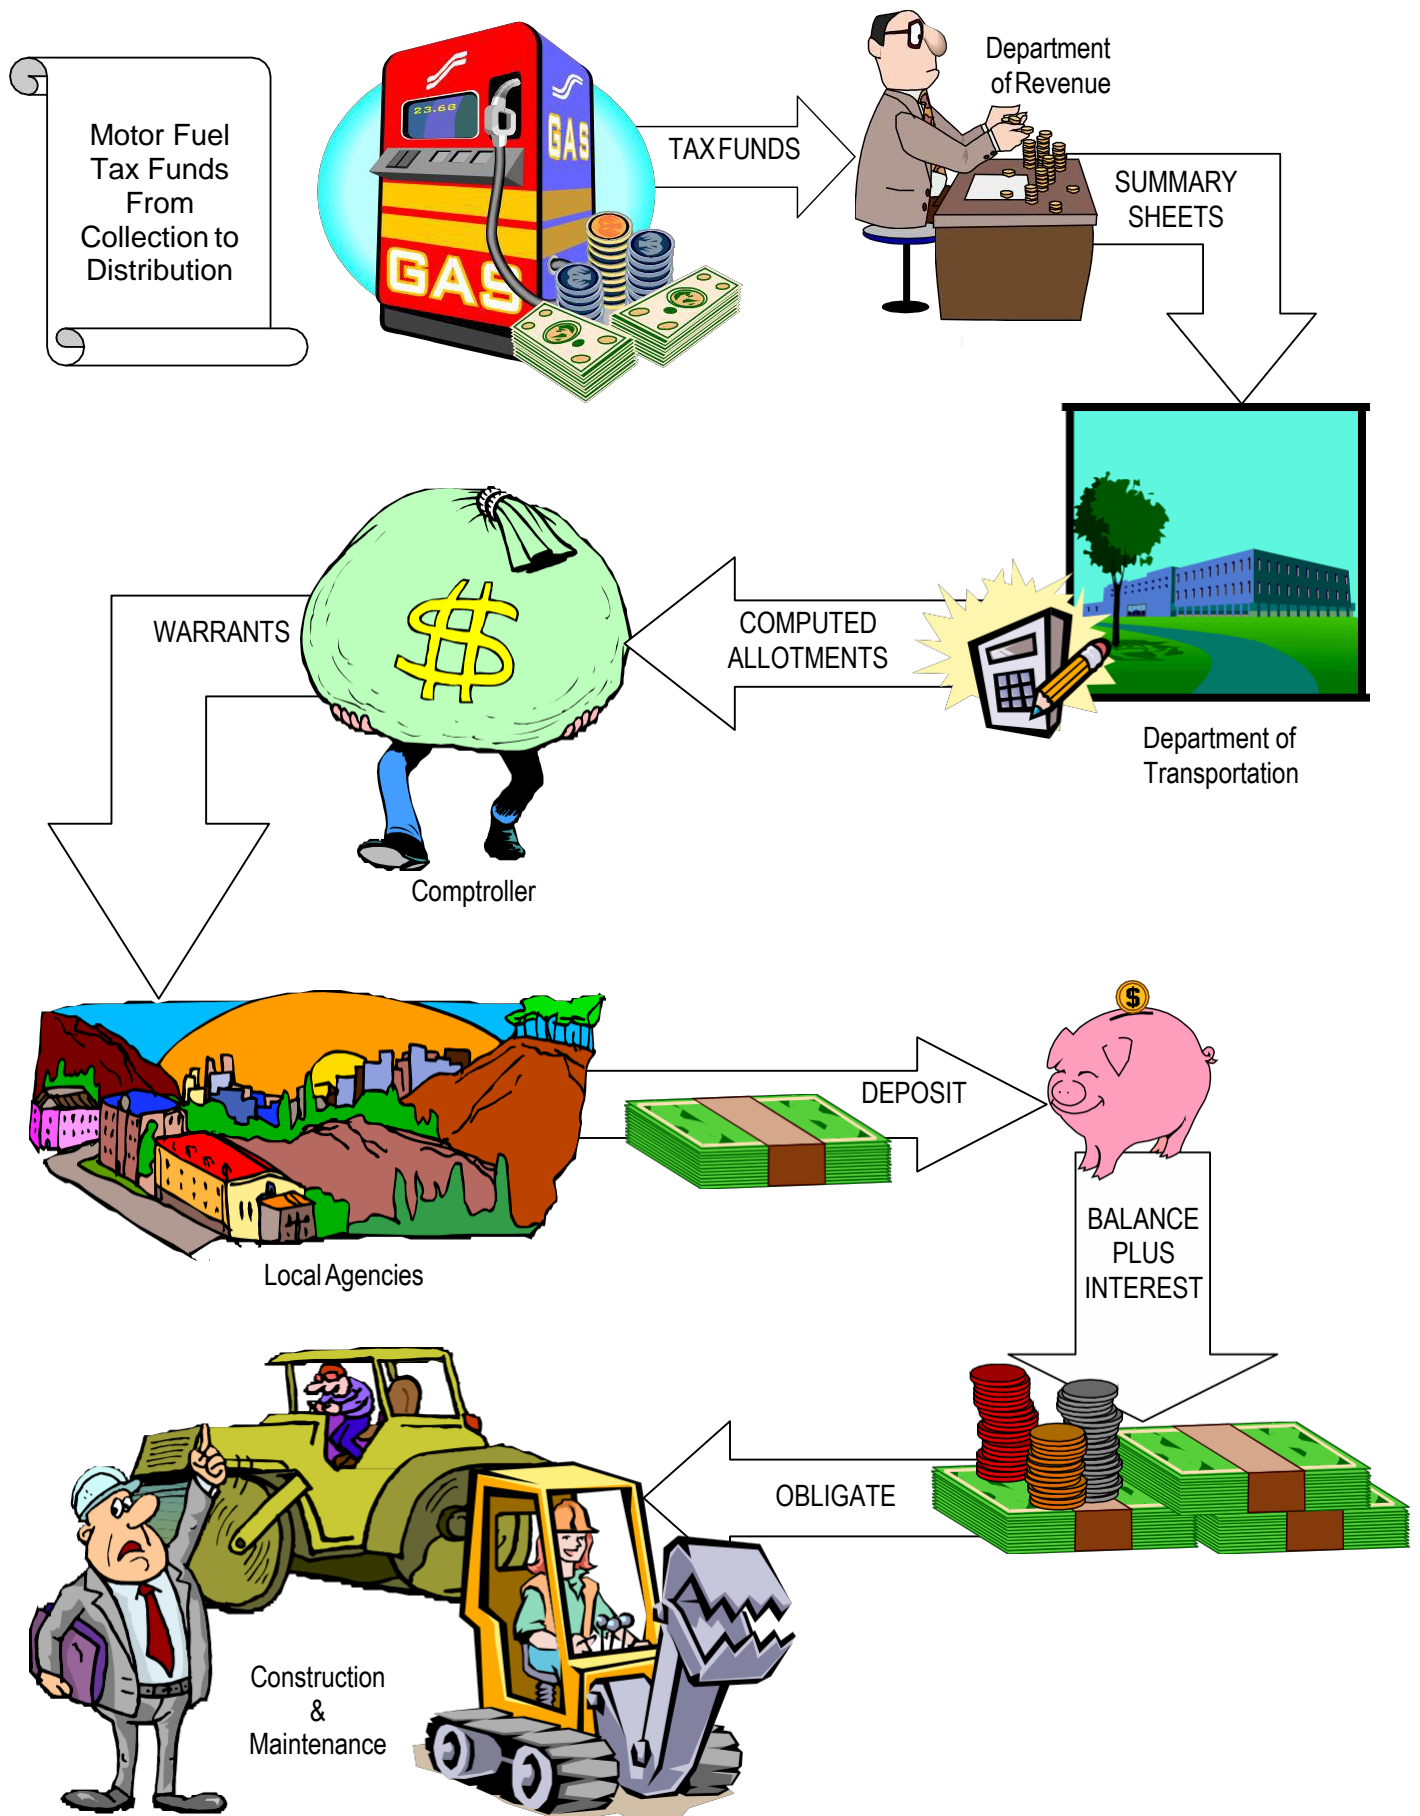 Motor Fuel
Tax Funds
From
Collection to
Distribution
23.68
GAS
GAS
TAX FUNDS
Department
of Revenue
SUMMARY
SHEETS
WARRANTS
$
COMPUTED
ALLOTMENTS
Department of
Transportation
Comptroller
$
DEPOSIT
Local Agencies
BALANCE
PLUS
INTEREST
OBLIGATE
Construction
&
Maintenance